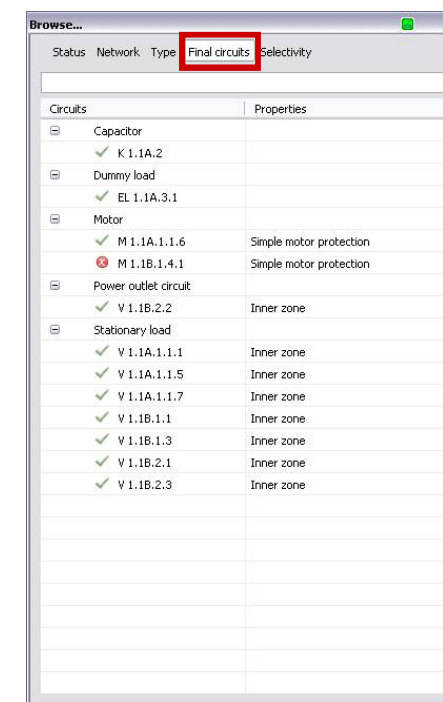 Browse...
Status Network Type Final circuits Selectivity
Circuits Properties
Capacitor
K 1.1A.2
Dummy load
EL 1.1A.3.1
Motor
M 1.1A.1.1.6 Simple motor protection
M 1.1B.1.4.1 Simple motor protection
Power outlet circuit
V 1.1B.2.2 Inner zone
Stationary load
V 1.1A.1.1.1 Inner zone
V 1.1A.1.1.5 Inner zone
V 1.1A.1.1.7 Inner zone
V 1.1B.1.1 Inner zone
V 1.1B.1.3 Inner zone
V 1.1B.2.1 Inner zone
V 1.1B.2.3 Inner zone